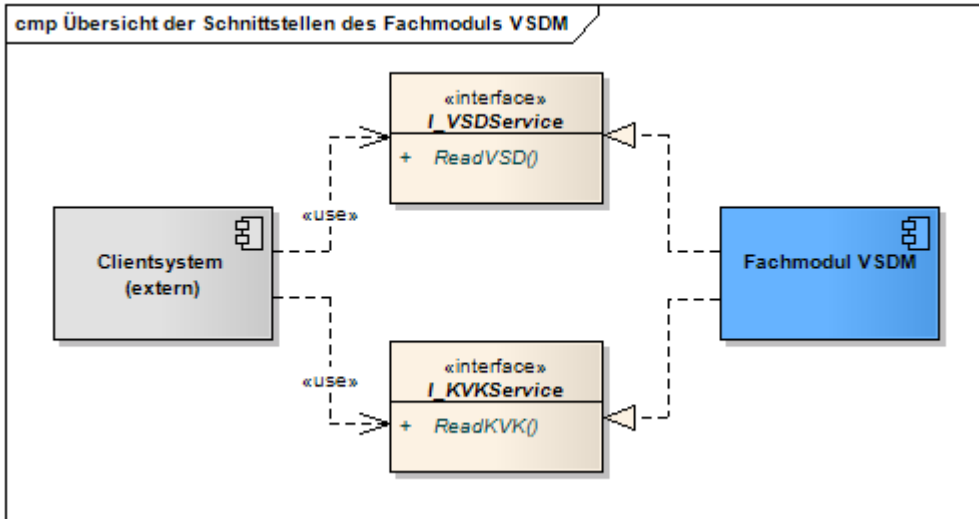 cmp Übersicht der Schnittstellen des Fachmoduls VSDM
«interface»
I_VSDService
+ ReadVSD()
«use»
Clientsystem
(extern)
Fachmodul VSDM
«use»
«interface»
I_KVKService
+ ReadKVK()